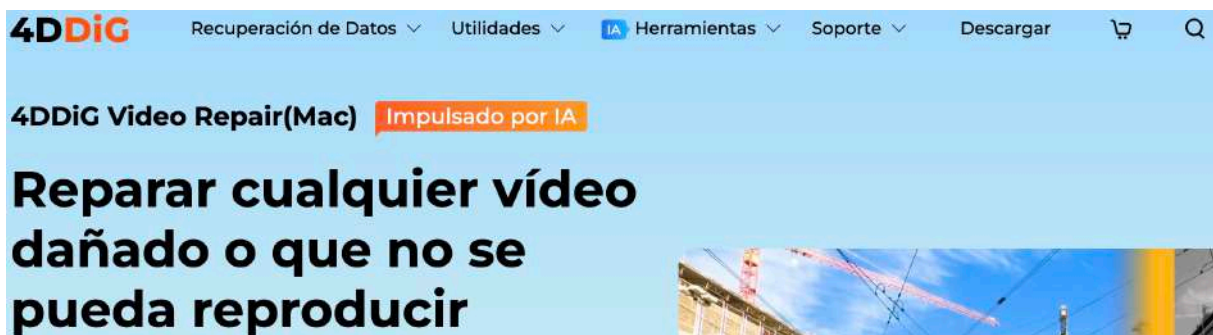 4DDiG Recuperación de Datos Utilidades IA Herramientas Soporte Descargar
4DDiG Video Repair(Mac) Impulsado por IA
Reparar cualquier vídeo
dañado o que no se
pueda reproducir